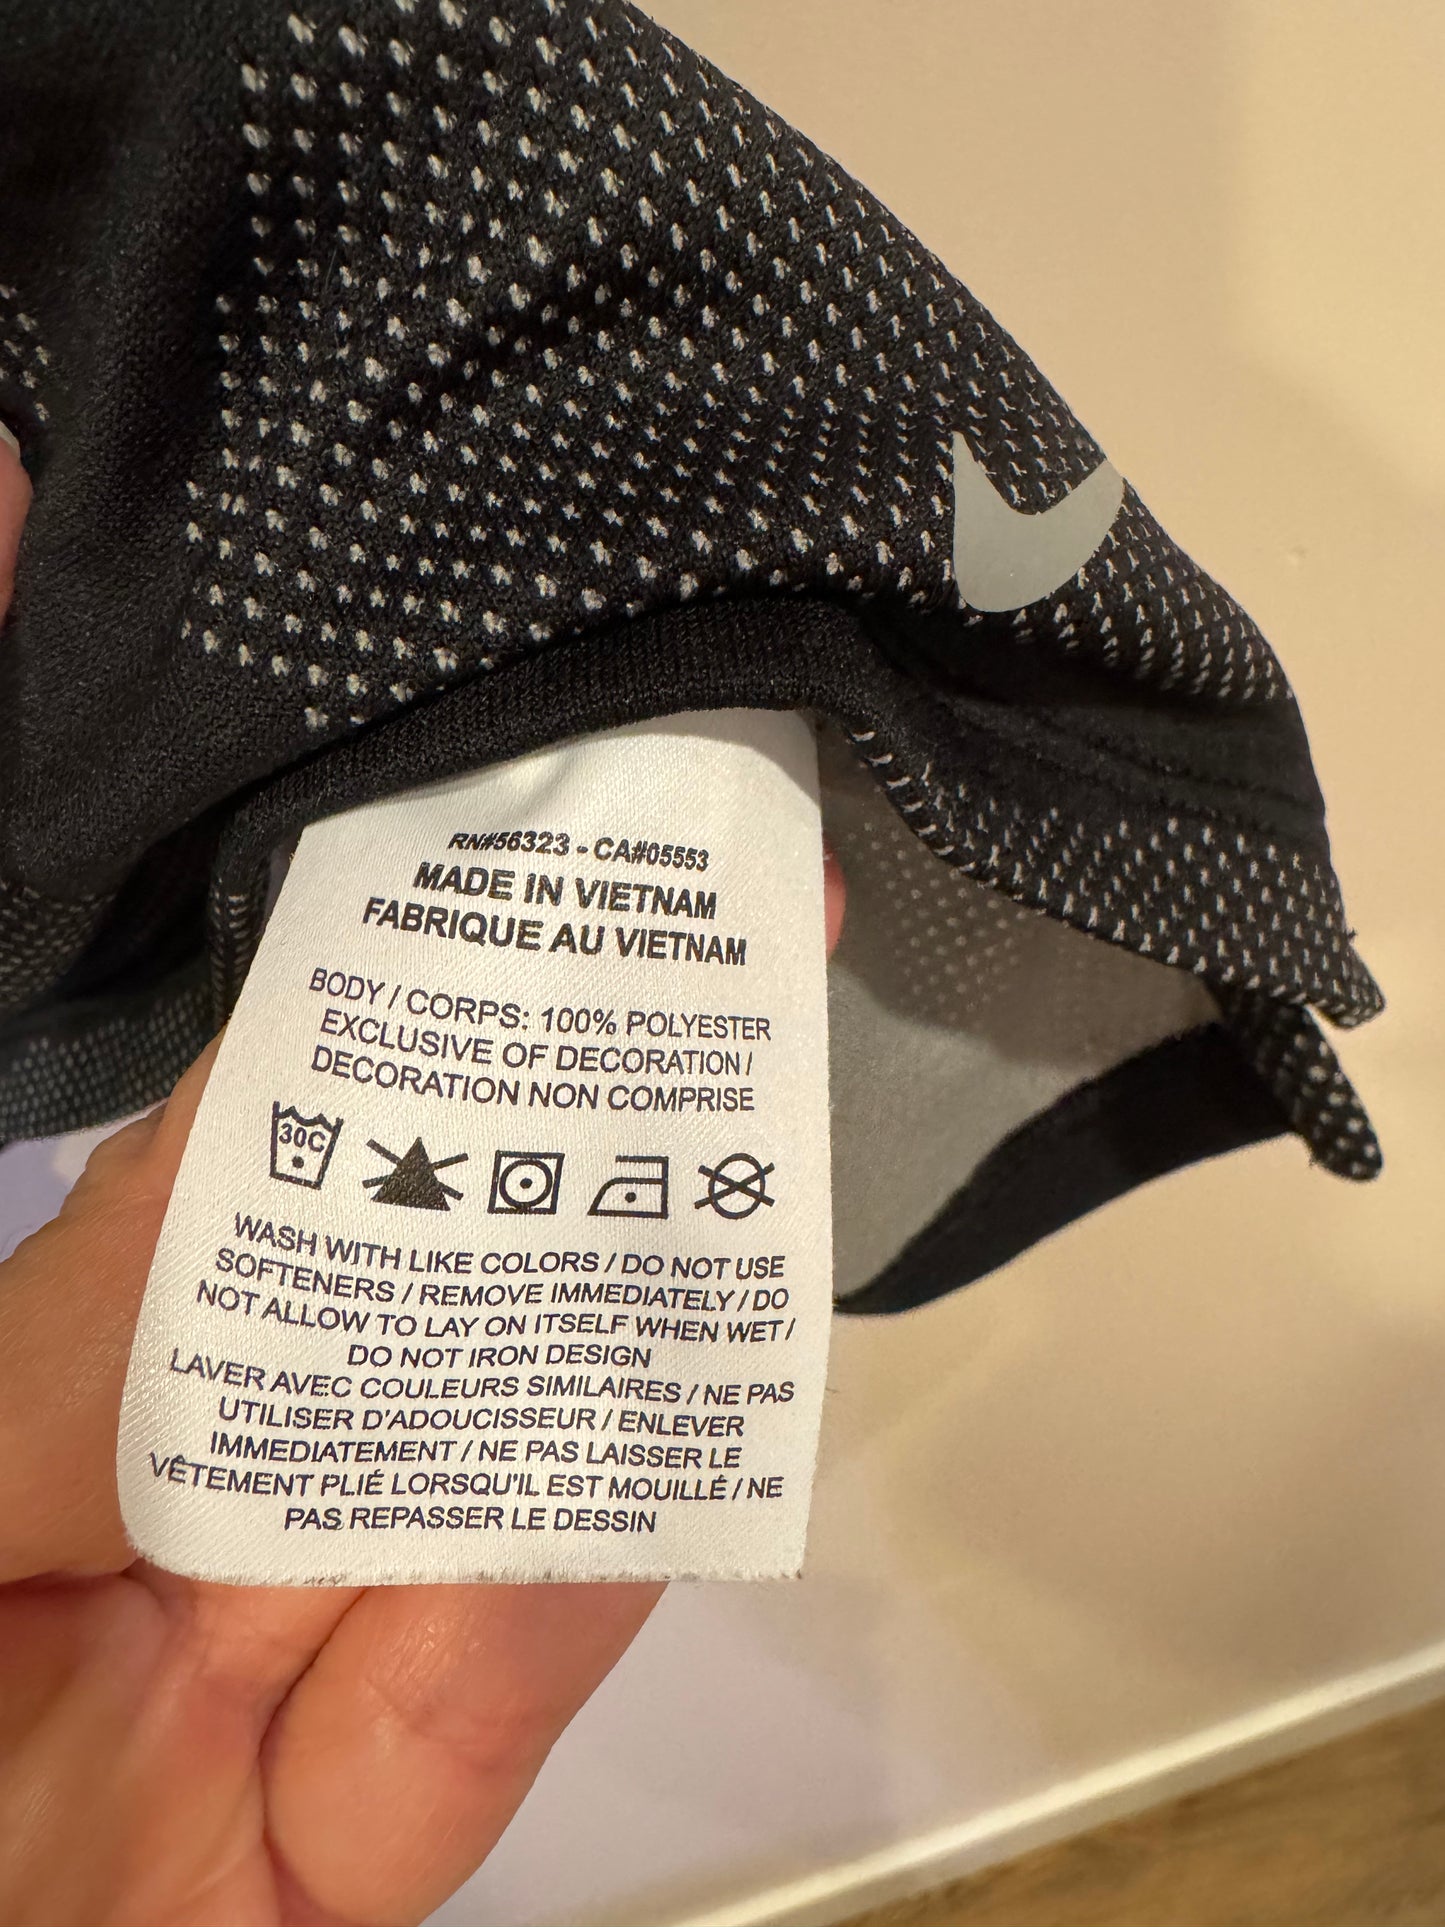 RN#56323 - CA#05553
MADE IN VIETNAM
FABRIQUE AU VIETNAM
BODY / CORPS: 100% POLYESTER
EXCLUSIVE OF DECORATION /
DECORATION NON COMPRISE
30C
WASH WITH LIKE COLORS / DO NOT USE
SOFTENERS / REMOVE IMMEDIATELY / DO
NOT ALLOW TO LAY ON ITSELF WHEN WET /
DO NOT IRON DESIGN
LAVER AVEC COULEURS SIMILAIRES / NE PAS
UTILISER D'ADOUCISSEUR / ENLEVER
IMMEDIATEMENT / NE PAS LAISSER LE
VÊTEMENT PLIÉ LORSQU'IL EST MOUILLÉ / NE
PAS REPASSER LE DESSIN